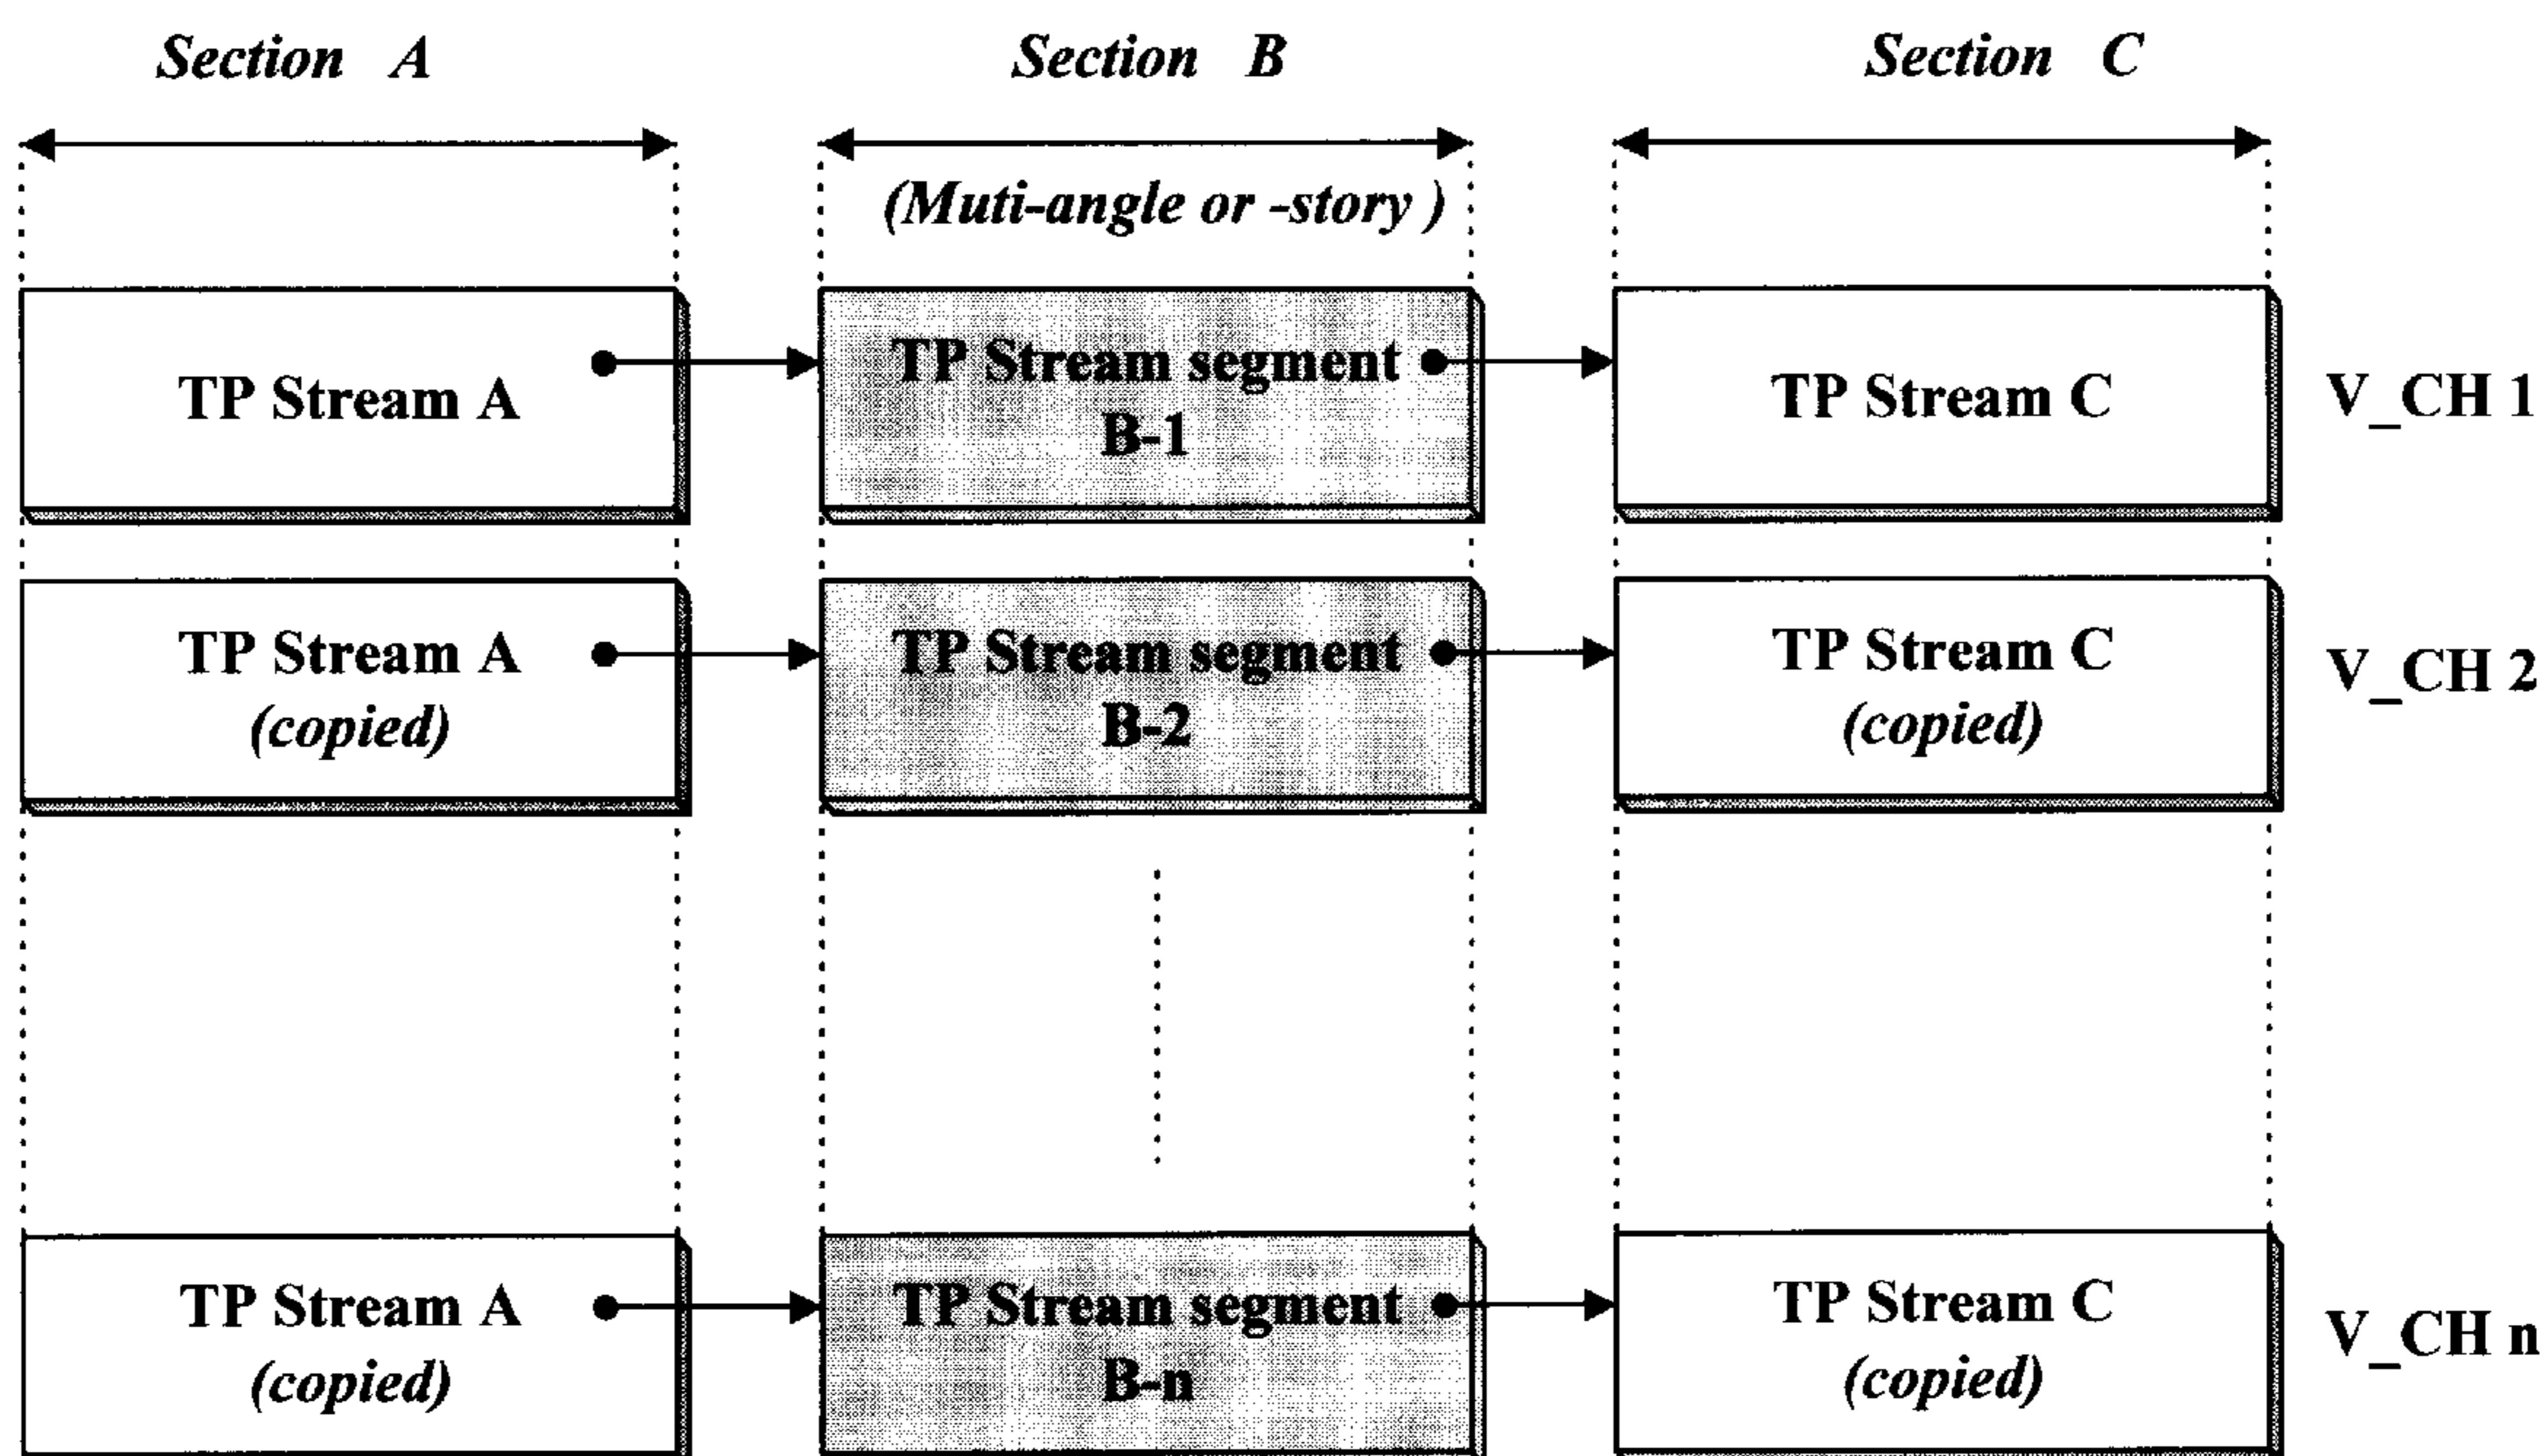 Section A
Section B
Section C
(Muti-angle or -story )
TP Stream A
TP Stream segment
B-1
TP Stream C
V_CH 1
TP Stream A
(copied)
TP Stream segment
B-2
TP Stream C
(copied)
V_CH 2
TP Stream A
(copied)
TP Stream segment
B-n
TP Stream C
(copied)
V_CH n